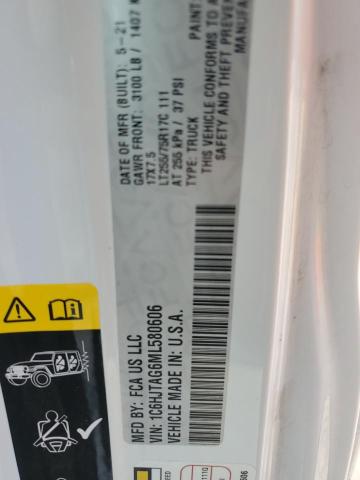 DATE OF MFR (BUILT): 5-21
GAWR FRONT: 3100 LB / 1407 K
17X7.5
LT255/75R17C 111
AT 255 kPa / 37 PSI
TYPE: TRUCK
PAINT:
THIS VEHICLE CONFORMS TO A
AND SAFETY AND THEFT PREVE
MANUFA
MFD BY: FCA US LLC
VIN: 1C6HJTAG6ML580606
VEHICLE MADE IN: U.S.A.